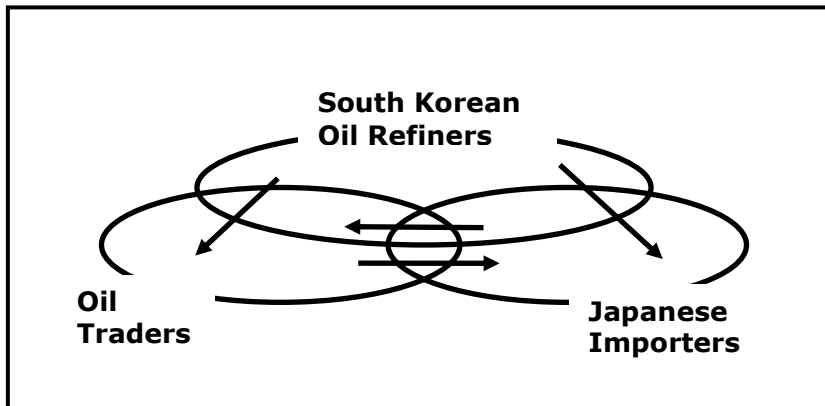 South Korean
Oil Refiners
Oil
Traders
Japanese
Importers